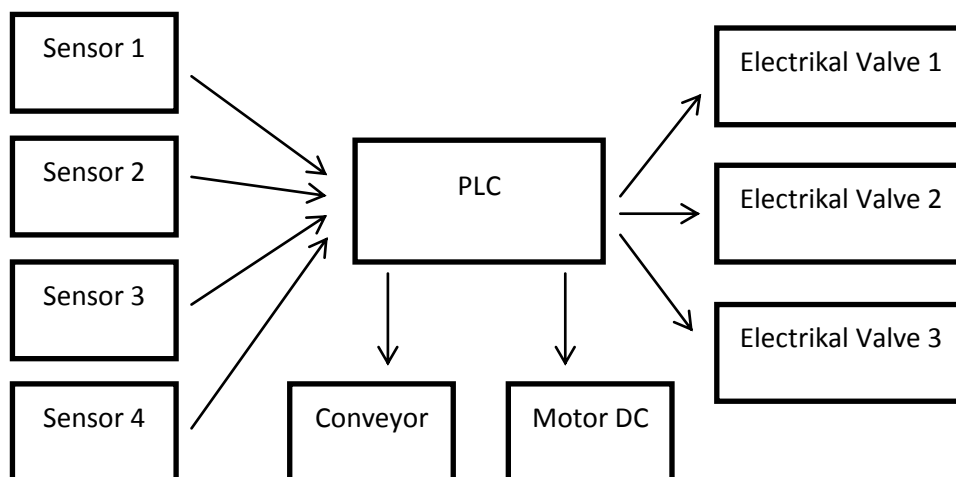 Sensor 1
Sensor 2
Sensor 3
Sensor 4
PLC
Conveyor
Motor DC
Electrikal Valve 1
Electrikal Valve 2
Electrikal Valve 3